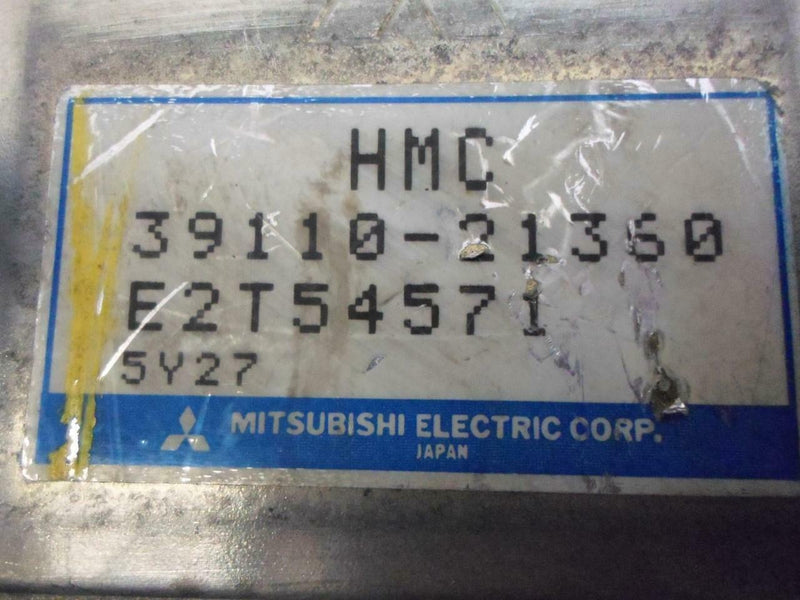 HMC
39110-21360
E2T54571
5Y27
MITSUBISHI ELECTRIC CORP.
JAPAN